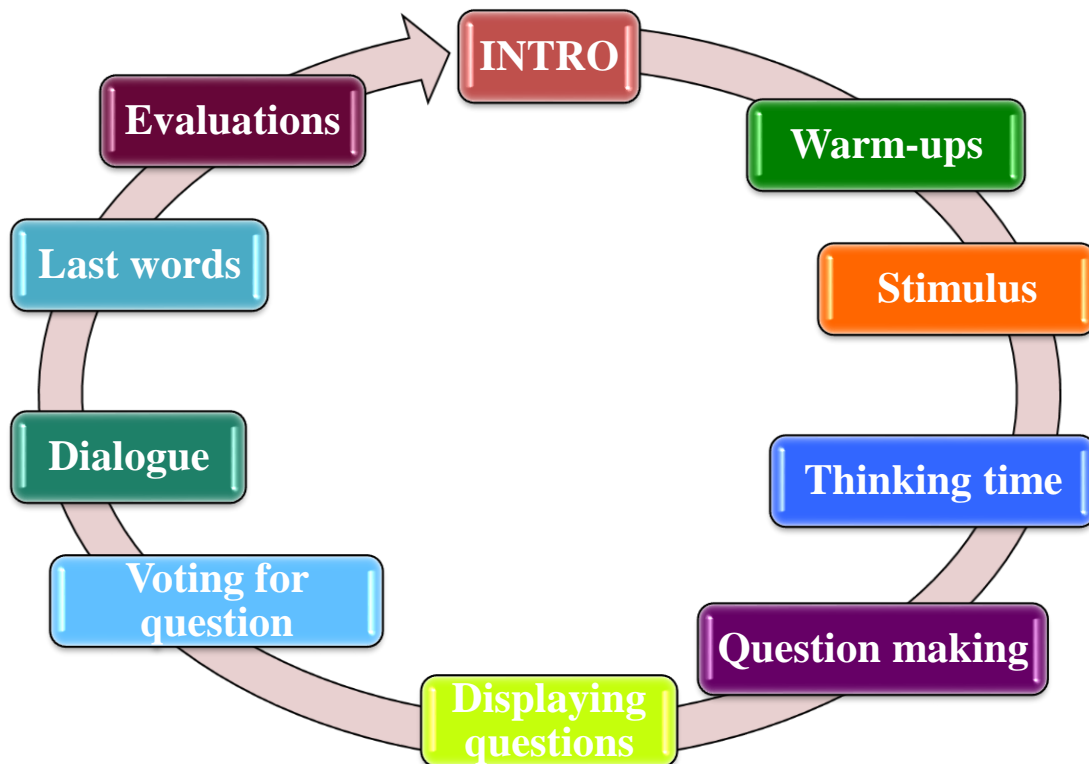 INTRO
Warm-ups
Stimulus
Thinking time
Question making
Displaying
questions
Voting for
question
Dialogue
Last words
Evaluations